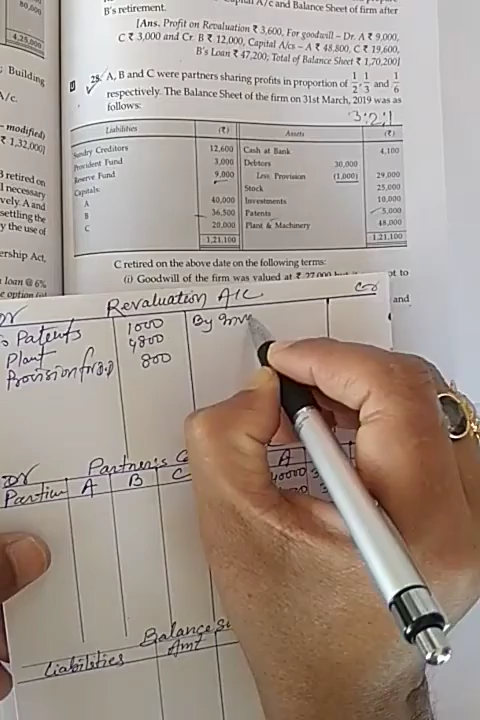 80,000
4,25,000
; Building
A/c.
– modified)
₹ 1,32,000]
B retired on
l necessary
vely. A and
settling the
y the use of
ership Act,
loan @ 6%
A/c and Balance Sheet of firm after
B's retirement.
[Ans. Profit on Revaluation ₹ 3,600, For goodwill – Dr. A ₹ 9,000,
C ₹ 3,000 and Cr. B ₹ 12,000, Capital A/cs – A ₹ 48,800, C ₹ 19,600,
B's Loan ₹ 47,200, Total of Balance Sheet ₹ 1,70,200]
28. A, B and C were partners sharing profits in proportion of 1/2, 1/3 and 1/6
respectively. The Balance Sheet of the firm on 31st March, 2019 was as
follows:
3:2:1
Liabilities (₹) Assets (₹)
Sundry Creditors 12,600 Cash at Bank 4,100
Provident Fund 3,000 Debtors 30,000
Reserve Fund 9,000 Less: Provision (1,000) 29,000
Capitals: Stock 25,000
A 40,000 Investments 10,000
B 36,500 Patents 5,000
C 20,000 Plant & Machinery 48,000
1,21,100 1,21,100
C retired on the above date on the following terms:
(i) Goodwill of the firm was valued at ₹ 27,000
and
Dr Revaluation A/C Cr
Patents 1000 By Inve
Plant 4800
Provision for 800
Dr Partner's C
A B C A
40000
Balance S
Liabilities Amt